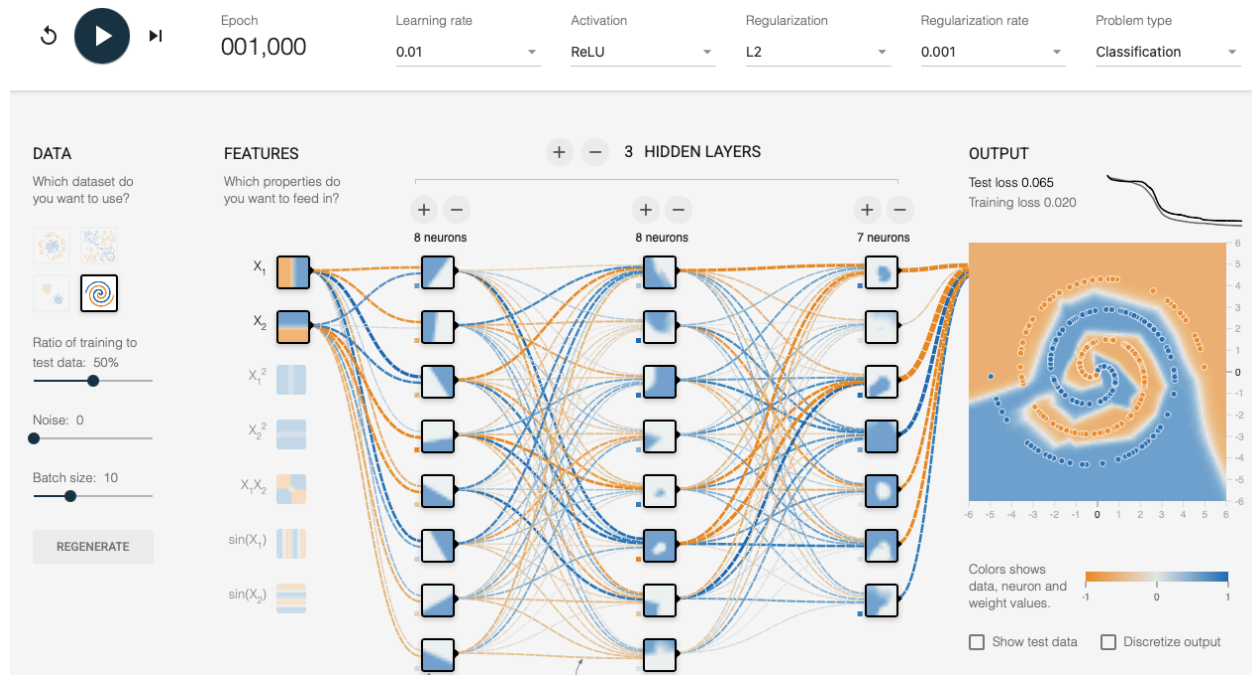 Epoch
001,000
Learning rate
0.01
Activation
ReLU
Regularization
L2
Regularization rate
0.001
Problem type
Classification
DATA
Which dataset do
you want to use?
Ratio of training to
test data: 50%
Noise: 0
Batch size: 10
REGENERATE
FEATURES
Which properties do
you want to feed in?
X₁
X₂
X₁²
X₂²
X₁X₂
sin(X₁)
sin(X₂)
+ − 3 HIDDEN LAYERS
+ −
8 neurons
+ −
8 neurons
+ −
7 neurons
OUTPUT
Test loss 0.065
Training loss 0.020
6
5
4
3
2
1
0
-1
-2
-3
-4
-5
-6
-6 -5 -4 -3 -2 -1 0 1 2 3 4 5 6
Colors shows
data, neuron and
weight values.
-1 0 1
Show test data
Discretize output